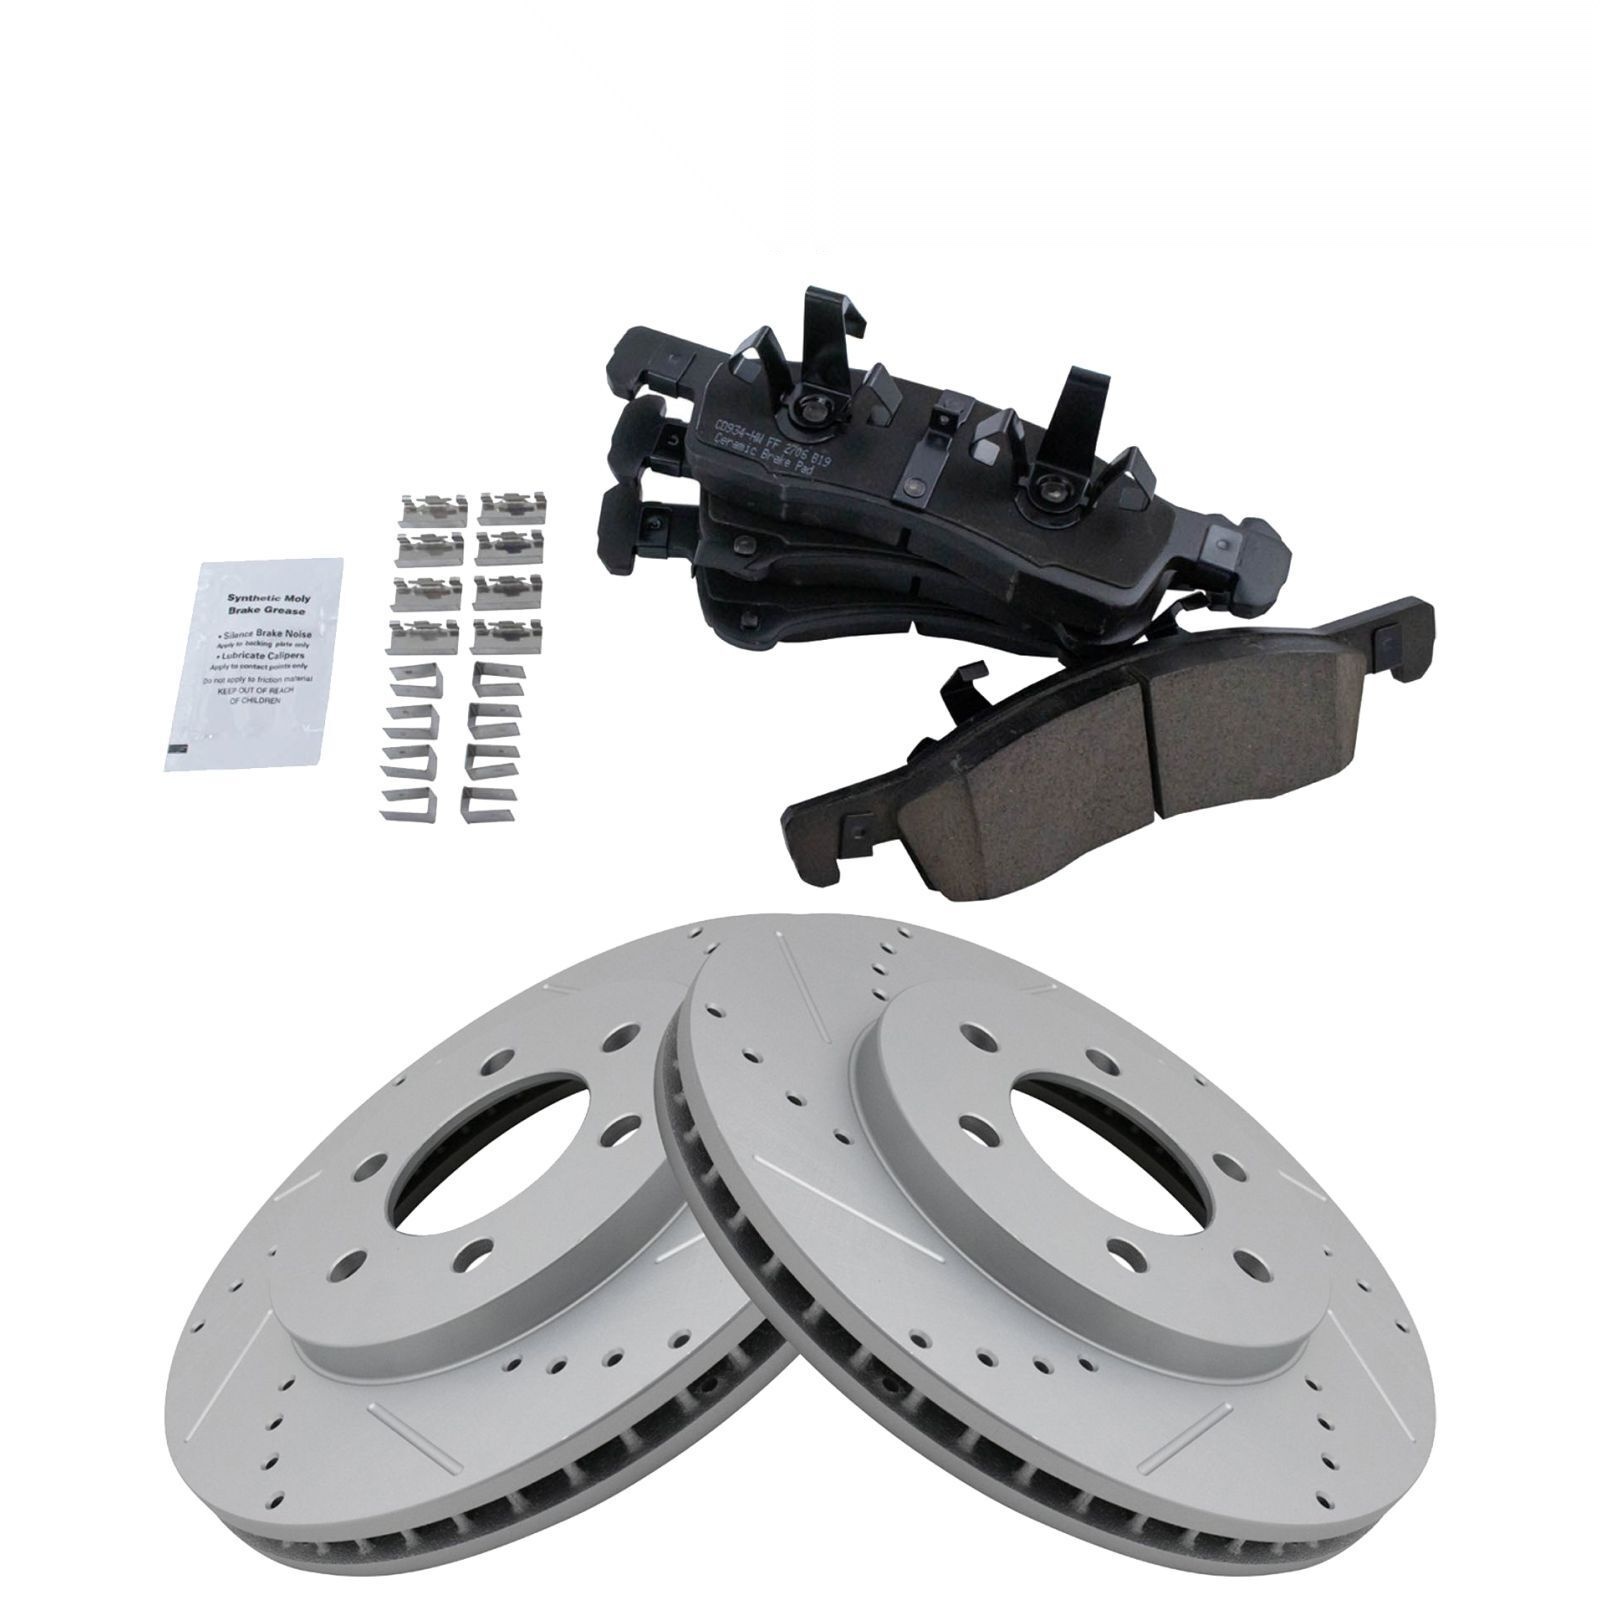 CD934-HW FF 2706 B19
Ceramic Brake Pad
Synthetic Moly
Brake Grease
• Silence Brake Noise
Apply to backing plate only
• Lubricate Calipers
Apply to contact points only
Do not apply to friction material
KEEP OUT OF REACH
OF CHILDREN